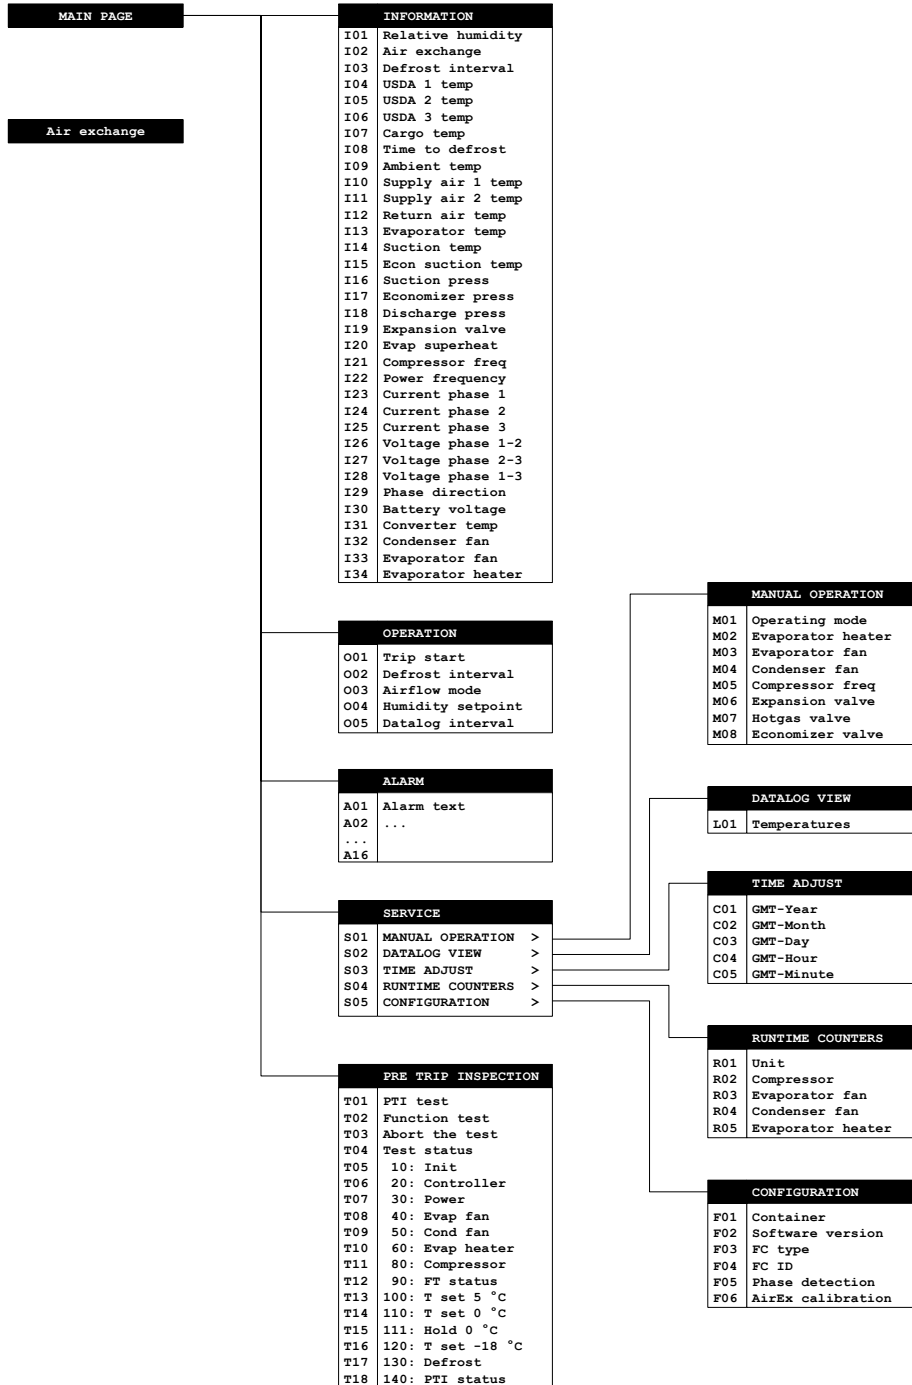 MAIN PAGE
Air exchange
INFORMATION
I01 Relative humidity
I02 Air exchange
I03 Defrost interval
I04 USDA 1 temp
I05 USDA 2 temp
I06 USDA 3 temp
I07 Cargo temp
I08 Time to defrost
I09 Ambient temp
I10 Supply air 1 temp
I11 Supply air 2 temp
I12 Return air temp
I13 Evaporator temp
I14 Suction temp
I15 Econ suction temp
I16 Suction press
I17 Economizer press
I18 Discharge press
I19 Expansion valve
I20 Evap superheat
I21 Compressor freq
I22 Power frequency
I23 Current phase 1
I24 Current phase 2
I25 Current phase 3
I26 Voltage phase 1-2
I27 Voltage phase 2-3
I28 Voltage phase 1-3
I29 Phase direction
I30 Battery voltage
I31 Converter temp
I32 Condenser fan
I33 Evaporator fan
I34 Evaporator heater
OPERATION
O01 Trip start
O02 Defrost interval
O03 Airflow mode
O04 Humidity setpoint
O05 Datalog interval
ALARM
A01 Alarm text
A02 ...
...
A16
SERVICE
S01 MANUAL OPERATION >
S02 DATALOG VIEW >
S03 TIME ADJUST >
S04 RUNTIME COUNTERS >
S05 CONFIGURATION >
PRE TRIP INSPECTION
T01 PTI test
T02 Function test
T03 Abort the test
T04 Test status
T05 10: Init
T06 20: Controller
T07 30: Power
T08 40: Evap fan
T09 50: Cond fan
T10 60: Evap heater
T11 80: Compressor
T12 90: FT status
T13 100: T set 5 °C
T14 110: T set 0 °C
T15 111: Hold 0 °C
T16 120: T set -18 °C
T17 130: Defrost
T18 140: PTI status
MANUAL OPERATION
M01 Operating mode
M02 Evaporator heater
M03 Evaporator fan
M04 Condenser fan
M05 Compressor freq
M06 Expansion valve
M07 Hotgas valve
M08 Economizer valve
DATALOG VIEW
L01 Temperatures
TIME ADJUST
C01 GMT-Year
C02 GMT-Month
C03 GMT-Day
C04 GMT-Hour
C05 GMT-Minute
RUNTIME COUNTERS
R01 Unit
R02 Compressor
R03 Evaporator fan
R04 Condenser fan
R05 Evaporator heater
CONFIGURATION
F01 Container
F02 Software version
F03 FC type
F04 FC ID
F05 Phase detection
F06 AirEx calibration